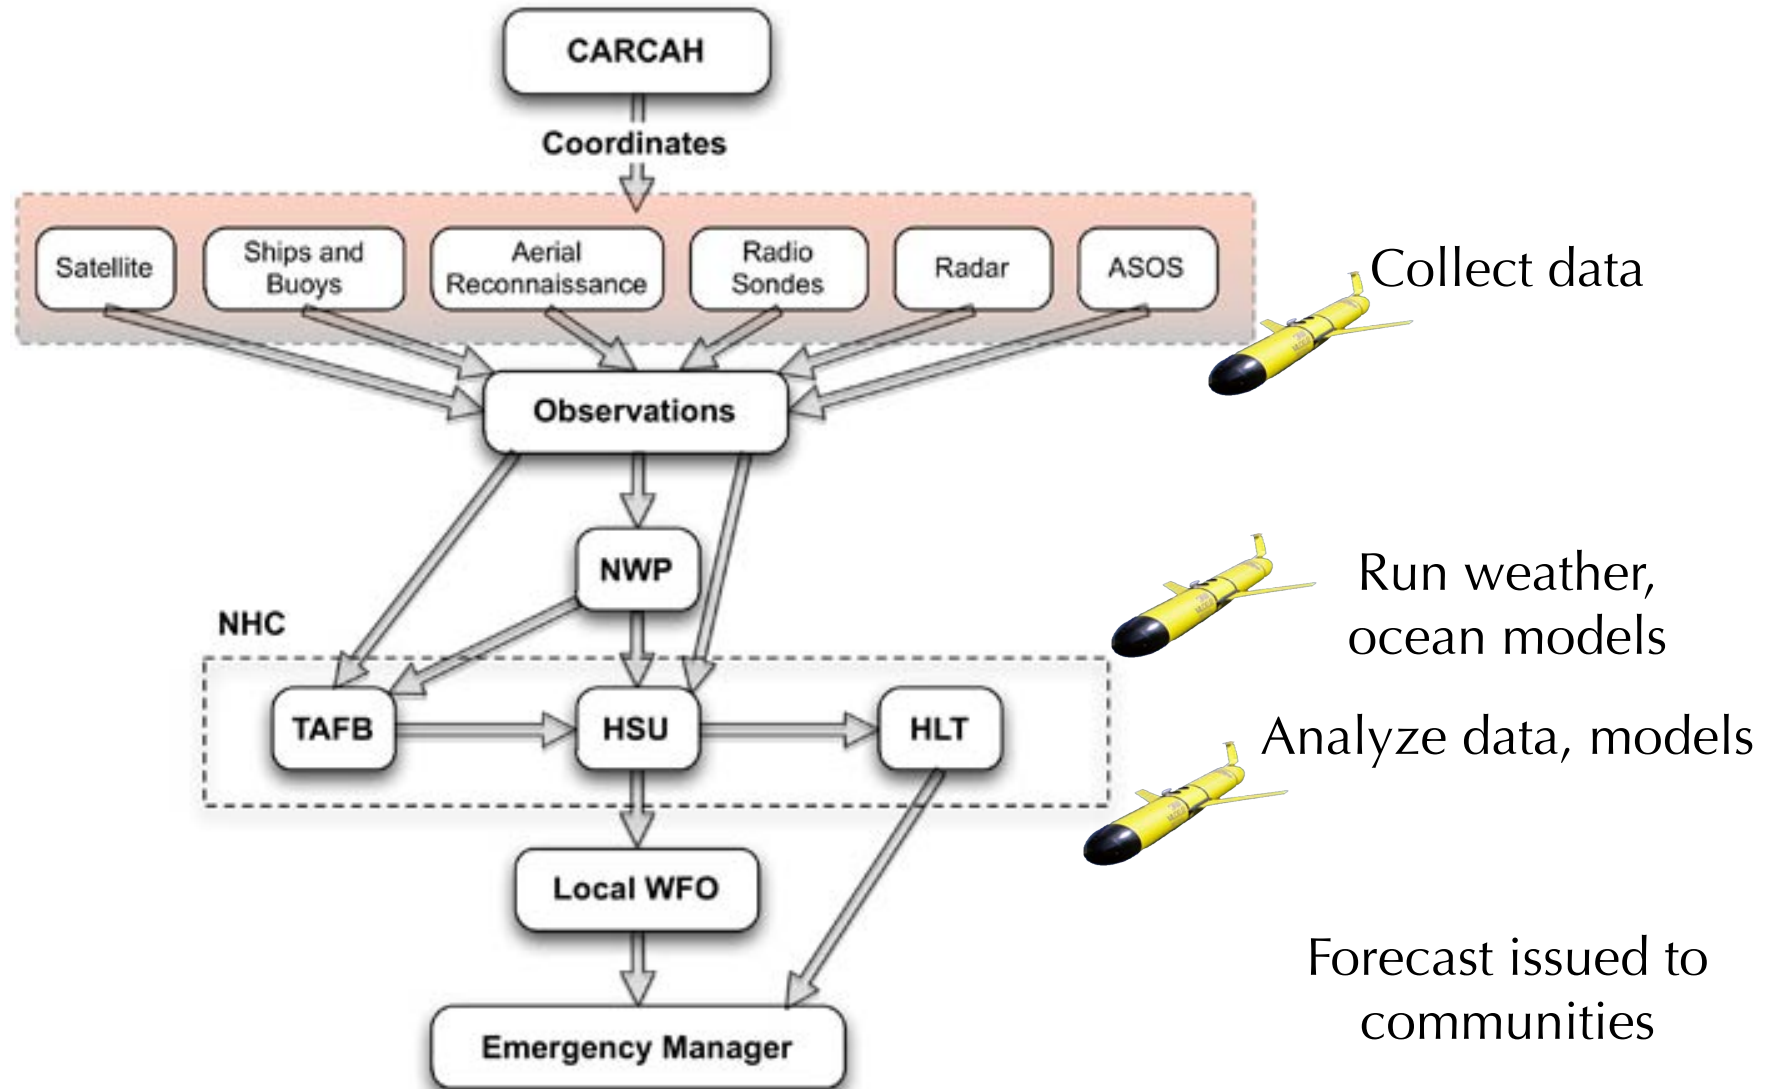 CARCAH
Coordinates
Satellite
Ships and
Buoys
Aerial
Reconnaissance
Radio
Sondes
Radar
ASOS
Collect data
Observations
NWP
Run weather,
ocean models
NHC
TAFB
HSU
HLT
Analyze data, models
Local WFO
Forecast issued to
communities
Emergency Manager